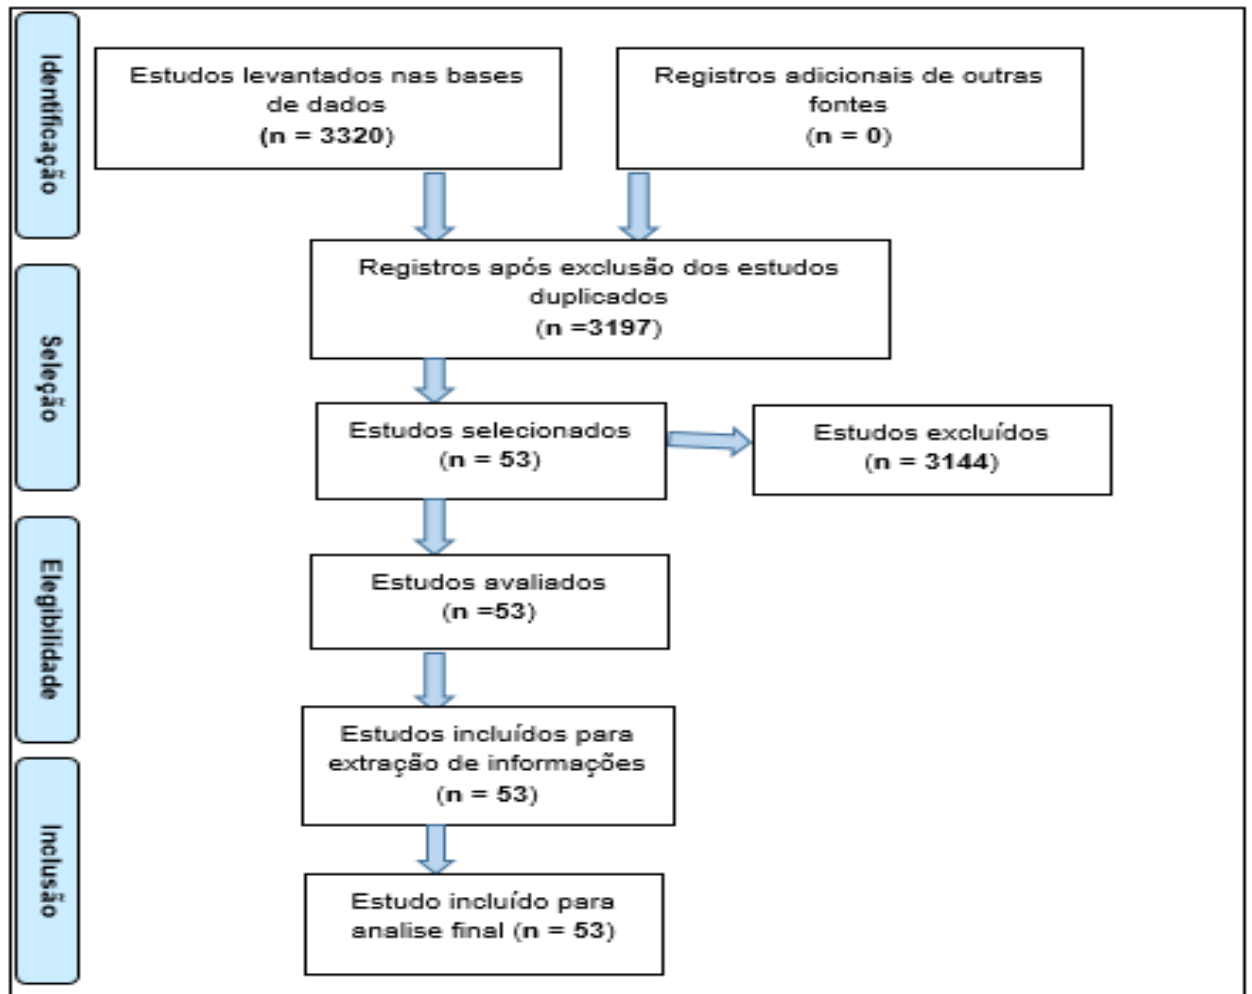 Identificação
Estudos levantados nas bases
de dados
(n = 3320)
Registros adicionais de outras
fontes
(n = 0)
Registros após exclusão dos estudos
duplicados
(n =3197)
Seleção
Estudos selecionados
(n = 53)
Estudos excluídos
(n = 3144)
Elegibilidade
Estudos avaliados
(n =53)
Estudos incluídos para
extração de informações
(n = 53)
Inclusão
Estudo incluído para
analise final (n = 53)